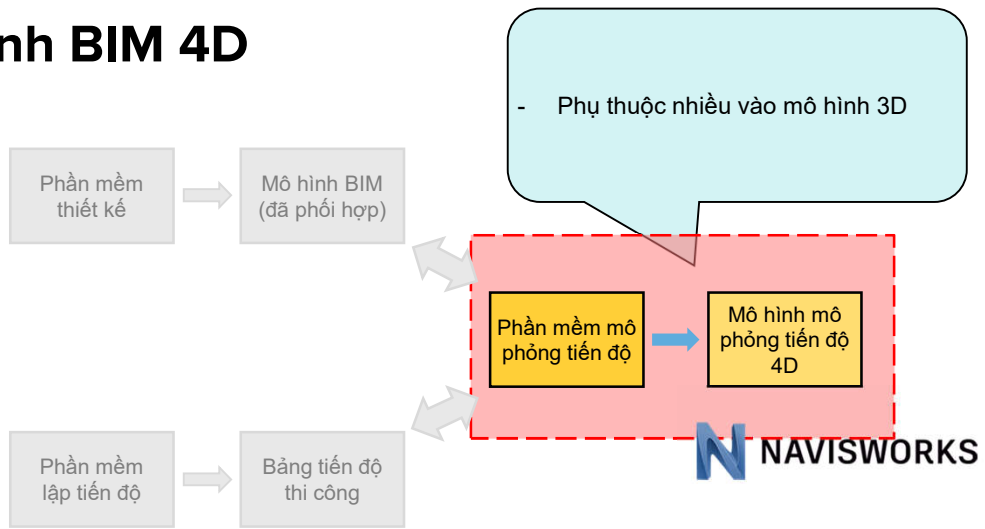 nh BIM 4D
- Phụ thuộc nhiều vào mô hình 3D
Phần mềm
thiết kế
Mô hình BIM
(đã phối hợp)
Phần mềm mô
phỏng tiến độ
Mô hình mô
phỏng tiến độ
4D
NAVISWORKS
Phần mềm
lập tiến độ
Bảng tiến độ
thi công